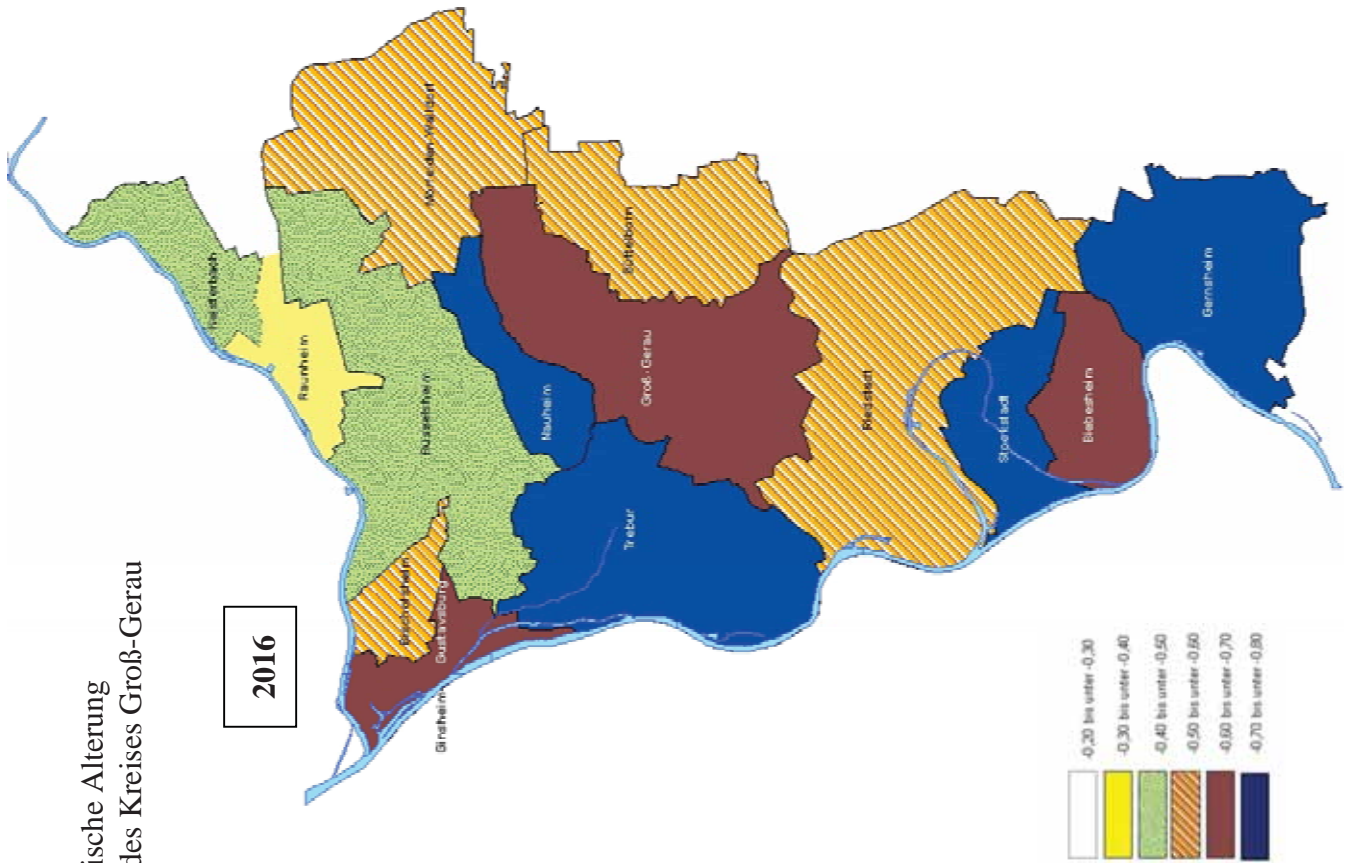 ische Alterung
des Kreises Groß-Gerau
2016
Kelsterbach
Raunheim
Mörfelden-Walldorf
Rüsselsheim
Bischofsheim
Ginsheim-
Gustavsburg
Nauheim
Groß-Gerau
Büttelborn
Trebur
Riedstadt
Stockstadt
Biebesheim
Gernsheim
-0,20 bis unter -0,30
-0,30 bis unter -0,40
-0,40 bis unter -0,50
-0,50 bis unter -0,60
-0,60 bis unter -0,70
-0,70 bis unter -0,80